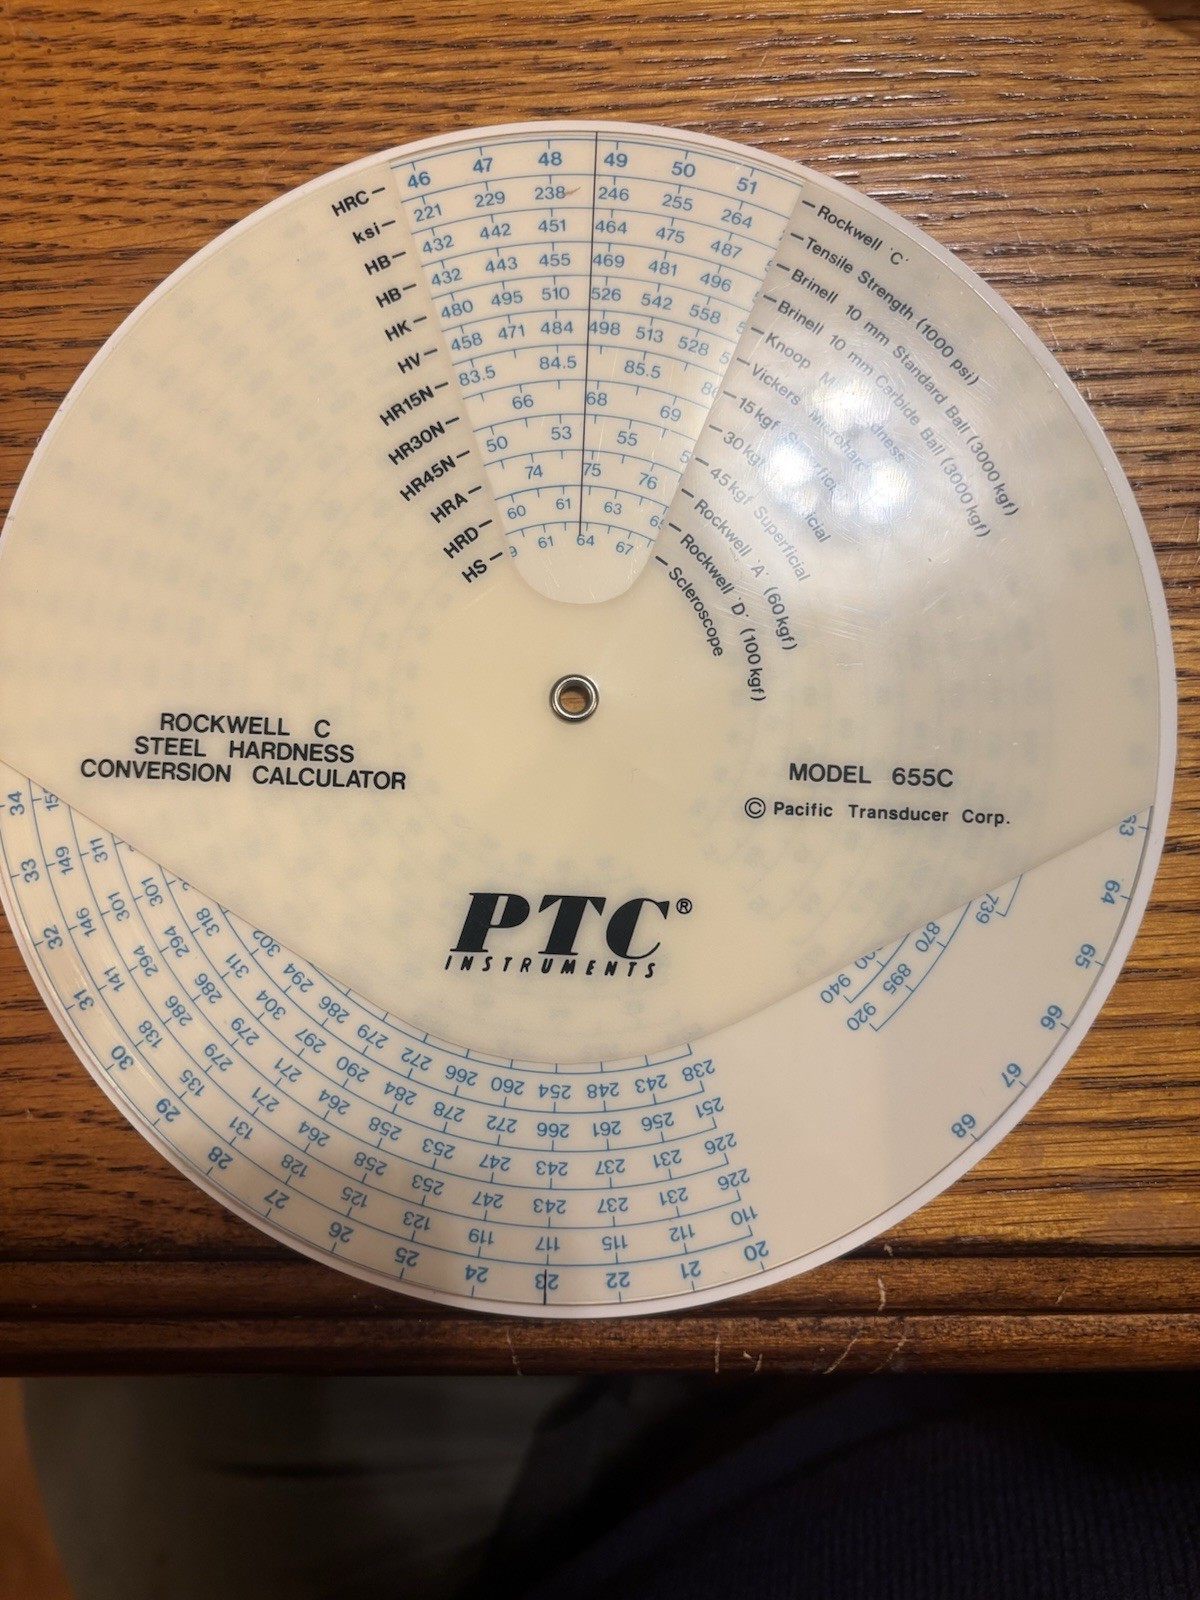 46 47 48 49 50 51
221 229 238 246 255 264
432 442 451 464 475 487
432 443 455 469 481 496
480 495 510 526 542 558
458 471 484 498 513 528
83.5 84.5 85.5
66 68 69
50 53 55
74 75 76
60 61 63
61 64 67
HRC
ksi
HB
HB
HK
HV
HR15N
HR30N
HR45N
HRA
HRD
HS
Rockwell 'C'
Tensile Strength (1000 psi)
Brinell 10 mm Standard Ball (3000 kgf)
Brinell 10 mm Carbide Ball (3000 kgf)
Knoop
Vickers
15kgf
30kgf
45kgf Superficial
Rockwell 'A' (60kgf)
Rockwell 'D' (100kgf)
Scleroscope
ROCKWELL C
STEEL HARDNESS
CONVERSION CALCULATOR
MODEL 655C
© Pacific Transducer Corp.
PTC®
INSTRUMENTS
34 33 32 31 30 29 28 27 26 25 24 23 22 21 20
149 146 141 138 135 131 128 125 123 119 117 115 112 110
311 301 294 286 279 271 264 258 253 247 243 237 231 226
301 294 286 279 271 264 258 253 247 243 237 231 226
318 311 304 297 290 284 278 272 266 261 256 251
302 294 286 279 272 266 260 254 248 243 238
63 64 65 66 67 68
739
870 895 920
940